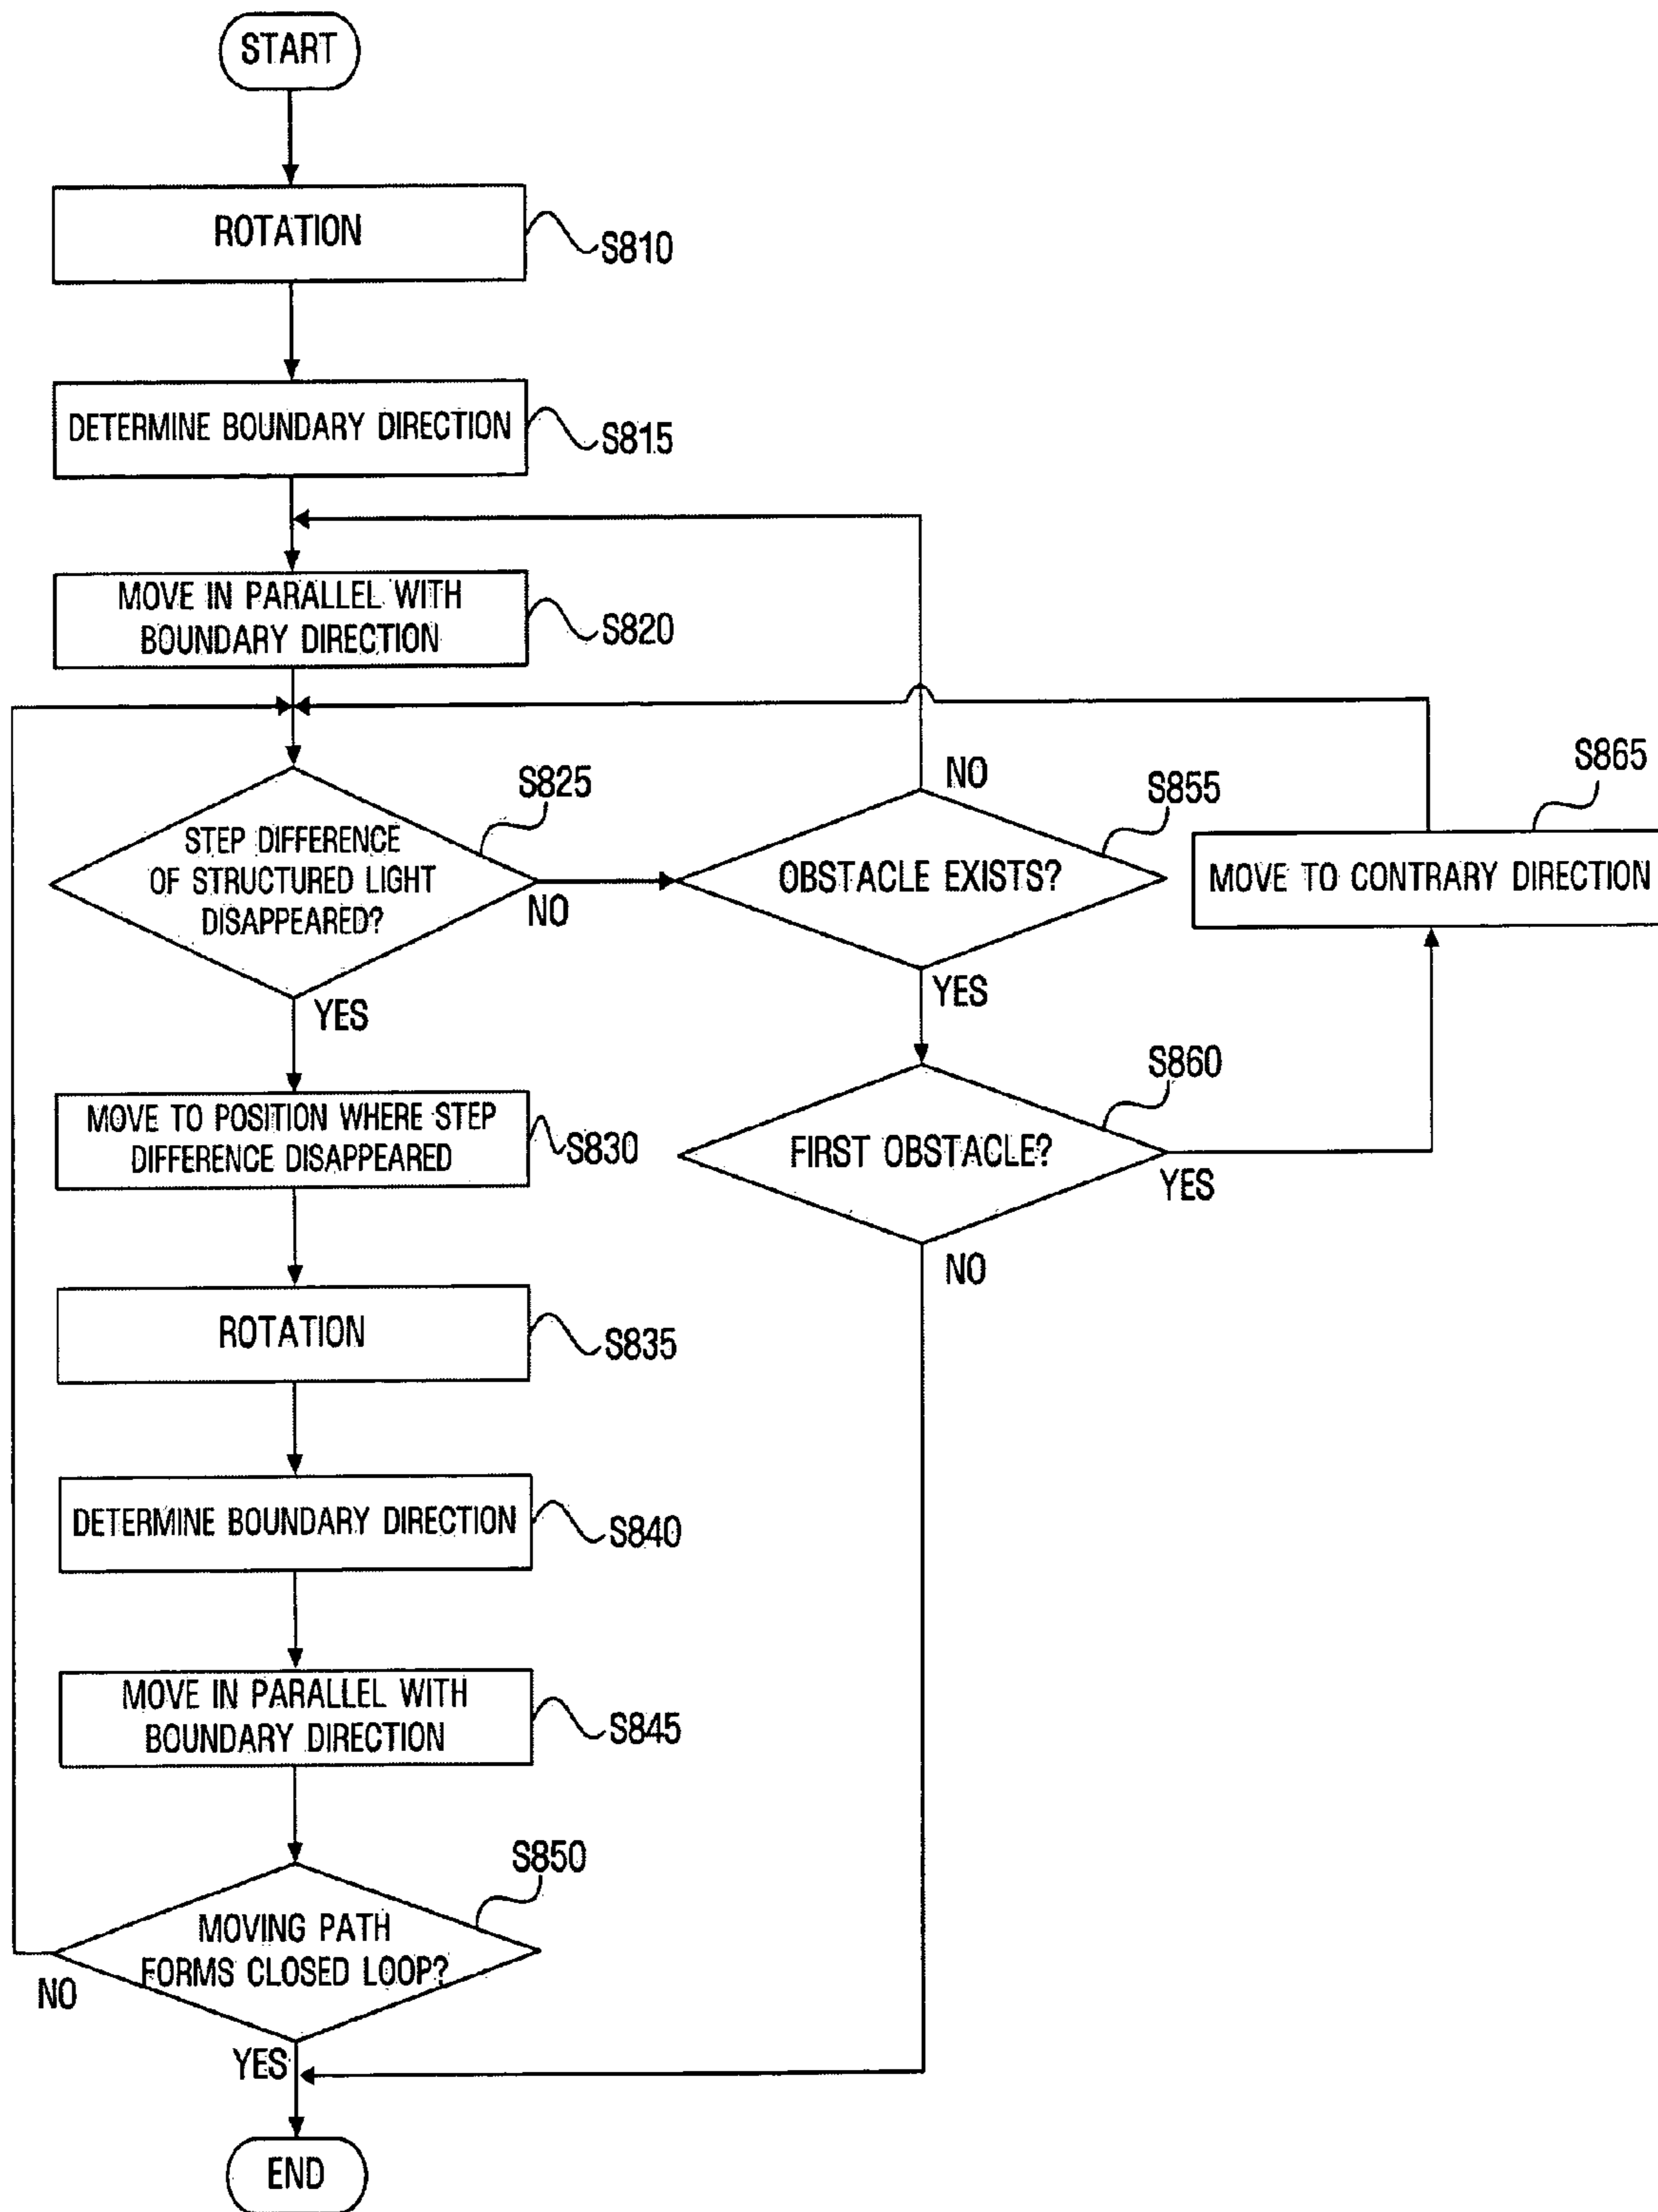 START
ROTATION
S810
DETERMINE BOUNDARY DIRECTION
S815
MOVE IN PARALLEL WITH
BOUNDARY DIRECTION
S820
STEP DIFFERENCE
OF STRUCTURED LIGHT
DISAPPEARED?
S825
NO
YES
OBSTACLE EXISTS?
S855
NO
YES
MOVE TO CONTRARY DIRECTION
S865
FIRST OBSTACLE?
S860
YES
NO
MOVE TO POSITION WHERE STEP
DIFFERENCE DISAPPEARED
S830
ROTATION
S835
DETERMINE BOUNDARY DIRECTION
S840
MOVE IN PARALLEL WITH
BOUNDARY DIRECTION
S845
MOVING PATH
FORMS CLOSED LOOP?
S850
NO
YES
END